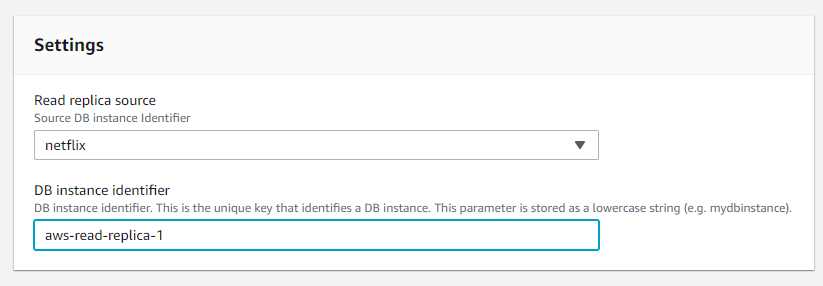 Settings
Read replica source
Source DB instance Identifier
netflix
DB instance identifier
DB instance identifier. This is the unique key that identifies a DB instance. This parameter is stored as a lowercase string (e.g. mydbinstance).
aws-read-replica-1